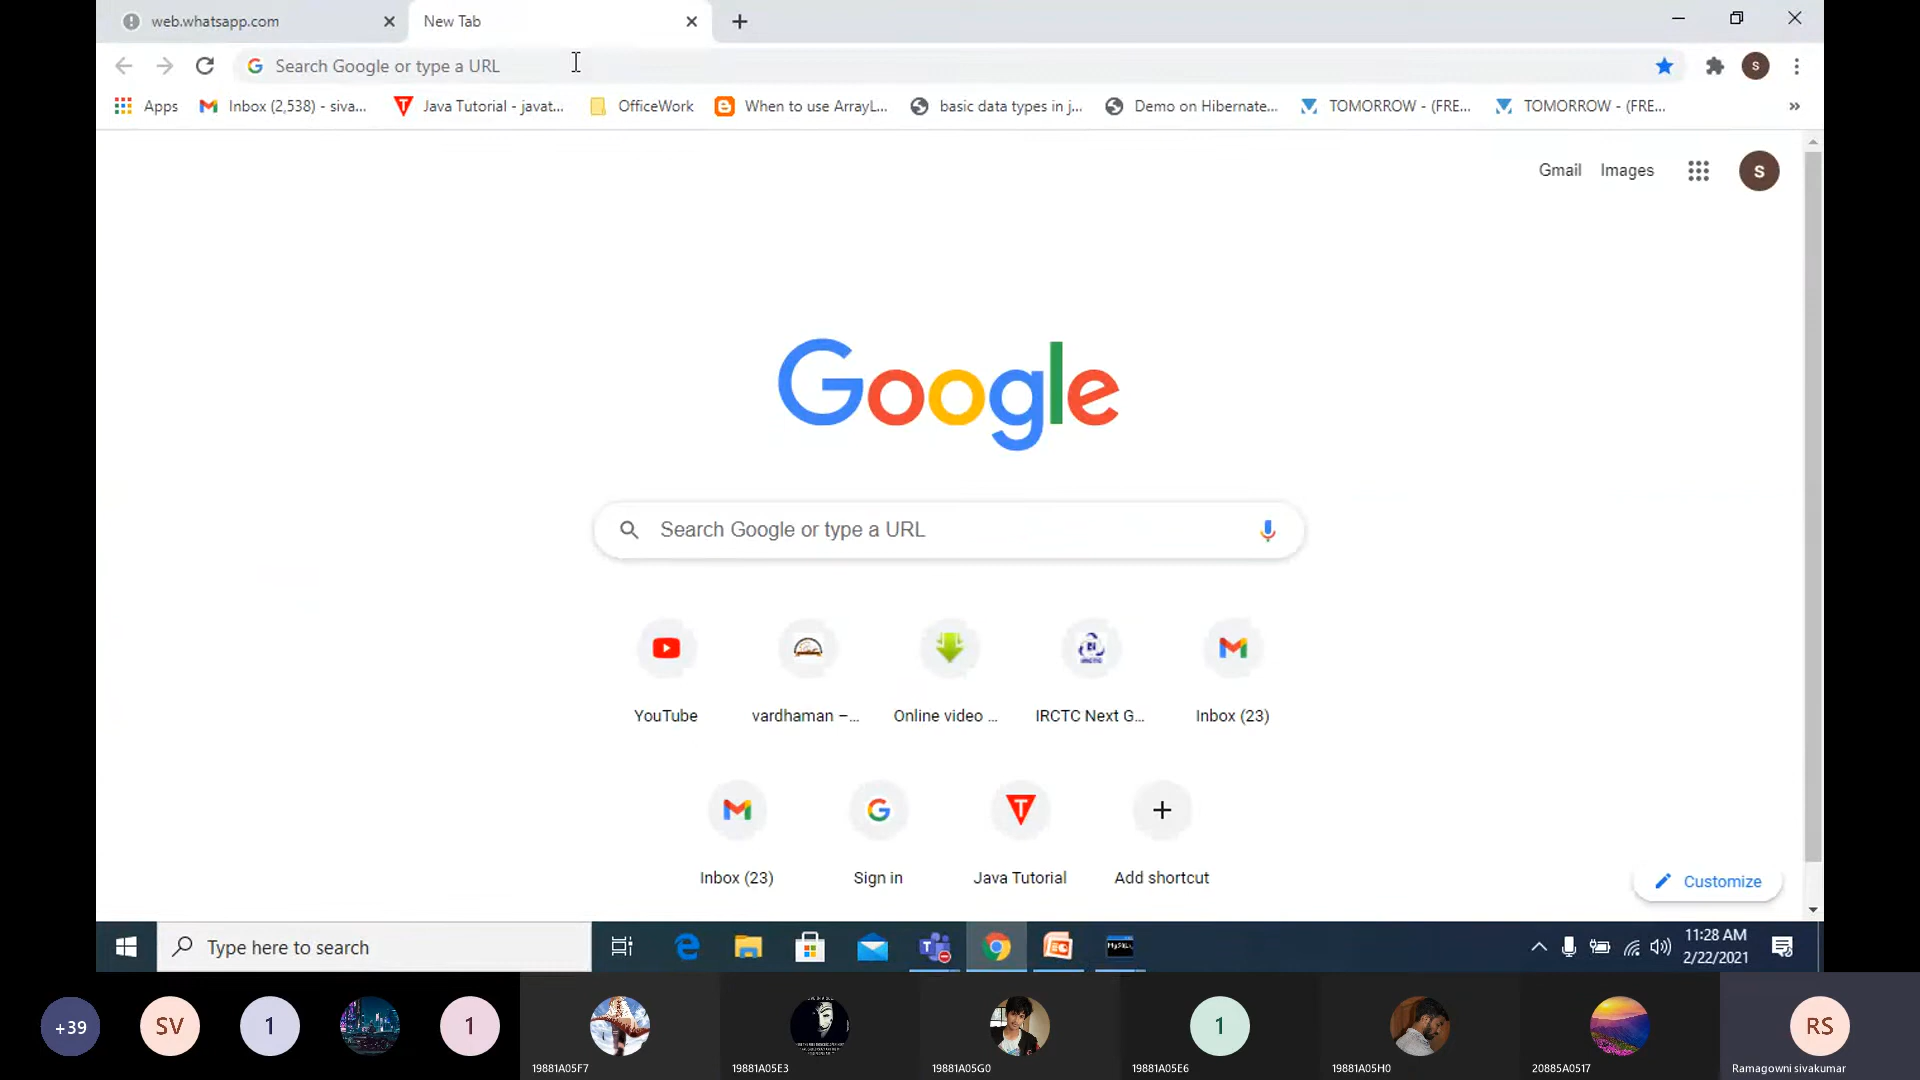 web.whatsapp.com
New Tab
Search Google or type a URL
Apps
Inbox (2,538) - siva...
Java Tutorial - javat...
OfficeWork
When to use ArrayL...
basic data types in j...
Demo on Hibernate...
TOMORROW - (FRE...
TOMORROW - (FRE...
S
Gmail
Images
S
Google
Search Google or type a URL
YouTube
vardhaman –...
Online video ...
IRCTC Next G...
Inbox (23)
Inbox (23)
Sign in
Java Tutorial
Add shortcut
Customize
Type here to search
11:28 AM
2/22/2021
+39
SV
1
1
19881A05F7
19881A05E3
19881A05G0
1
19881A05E6
19881A05H0
20885A0517
RS
Ramagowni sivakumar